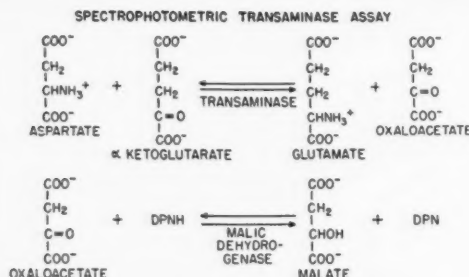 SPECTROPHOTOMETRIC TRANSAMINASE ASSAY
COO⁻ COO⁻ COO⁻ COO⁻
CH₂ + CH₂ CH₂ + CH₂
CHNH₃⁺ CH₂ TRANSAMINASE CH₂ C=O
COO⁻ C=O CHNH₃⁺ COO⁻
ASPARTATE COO⁻ COO⁻ OXALOACETATE
α KETOGLUTARATE GLUTAMATE
COO⁻ COO⁻
CH₂ + DPNH CH₂ + DPN
C=O MALIC CHOH
COO⁻ DEHYDRO- COO⁻
OXALOACETATE GENASE MALATE